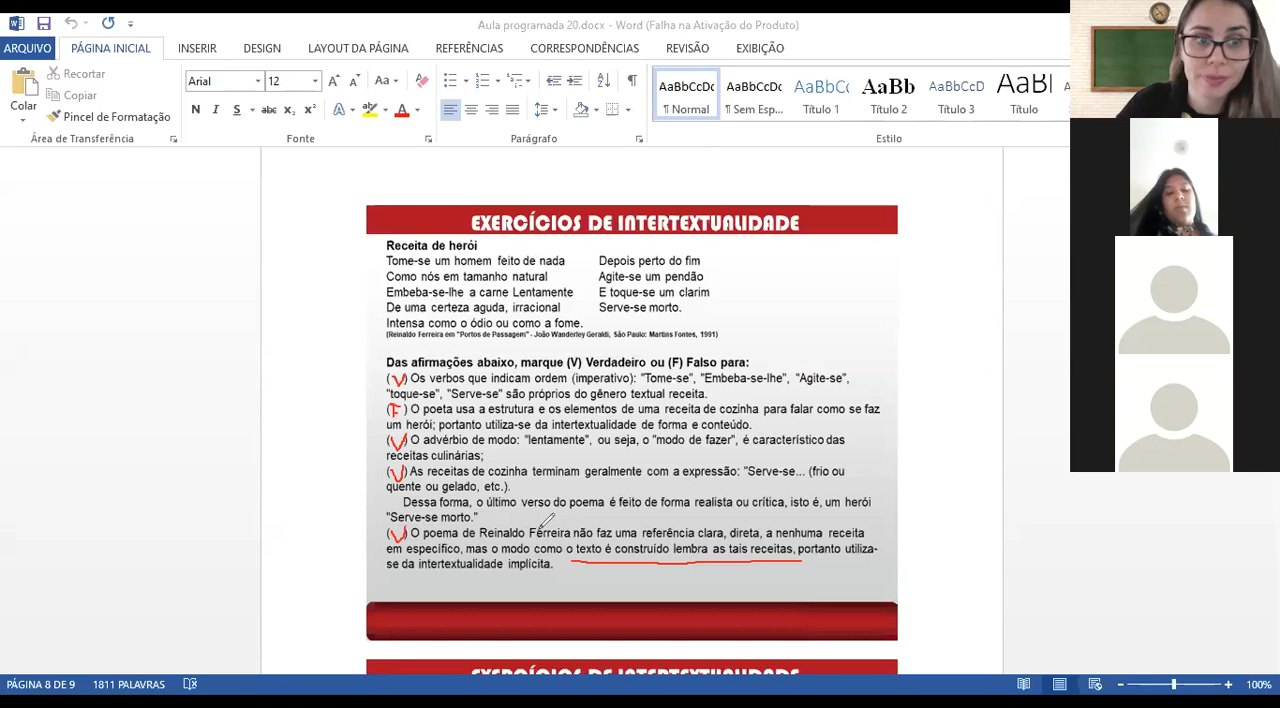 Aula programada 20.docx - Word (Falha na Ativação do Produto)
ARQUIVO PÁGINA INICIAL INSERIR DESIGN LAYOUT DA PÁGINA REFERÊNCIAS CORRESPONDÊNCIAS REVISÃO EXIBIÇÃO
Colar
Recortar
Copiar
Pincel de Formatação
Área de Transferência
Arial 12
N I S abc x₂ x²
Fonte
Parágrafo
AaBbCcDc AaBbCcDc AaBbCc AaBb AaBbCcD AaBl
¶ Normal ¶ Sem Esp... Título 1 Título 2 Título 3 Título
Estilo
EXERCÍCIOS DE INTERTEXTUALIDADE
Receita de herói
Tome-se um homem feito de nada
Como nós em tamanho natural
Embeba-se-lhe a carne Lentamente
De uma certeza aguda, irracional
Intensa como o ódio ou como a fome.
Depois perto do fim
Agite-se um pendão
E toque-se um clarim
Serve-se morto.
(Reinaldo Ferreira em "Portos de Passagem" - João Wanderley Geraldi, São Paulo: Martins Fontes, 1991)
Das afirmações abaixo, marque (V) Verdadeiro ou (F) Falso para:
(V) Os verbos que indicam ordem (imperativo): "Tome-se", "Embeba-se-lhe", "Agite-se",
"toque-se", "Serve-se" são próprios do gênero textual receita.
(F) O poeta usa a estrutura e os elementos de uma receita de cozinha para falar como se faz
um herói; portanto utiliza-se da intertextualidade de forma e conteúdo.
(V) O advérbio de modo: "lentamente", ou seja, o "modo de fazer", é característico das
receitas culinárias;
(V) As receitas de cozinha terminam geralmente com a expressão: "Serve-se... (frio ou
quente ou gelado, etc.).
Dessa forma, o último verso do poema é feito de forma realista ou crítica, isto é, um herói
"Serve-se morto."
(V) O poema de Reinaldo Ferreira não faz uma referência clara, direta, a nenhuma receita
em específico, mas o modo como o texto é construído lembra as tais receitas, portanto utiliza-
se da intertextualidade implícita.
EXERCÍCIOS DE INTERTEXTUALIDADE
PÁGINA 8 DE 9 1811 PALAVRAS
100%